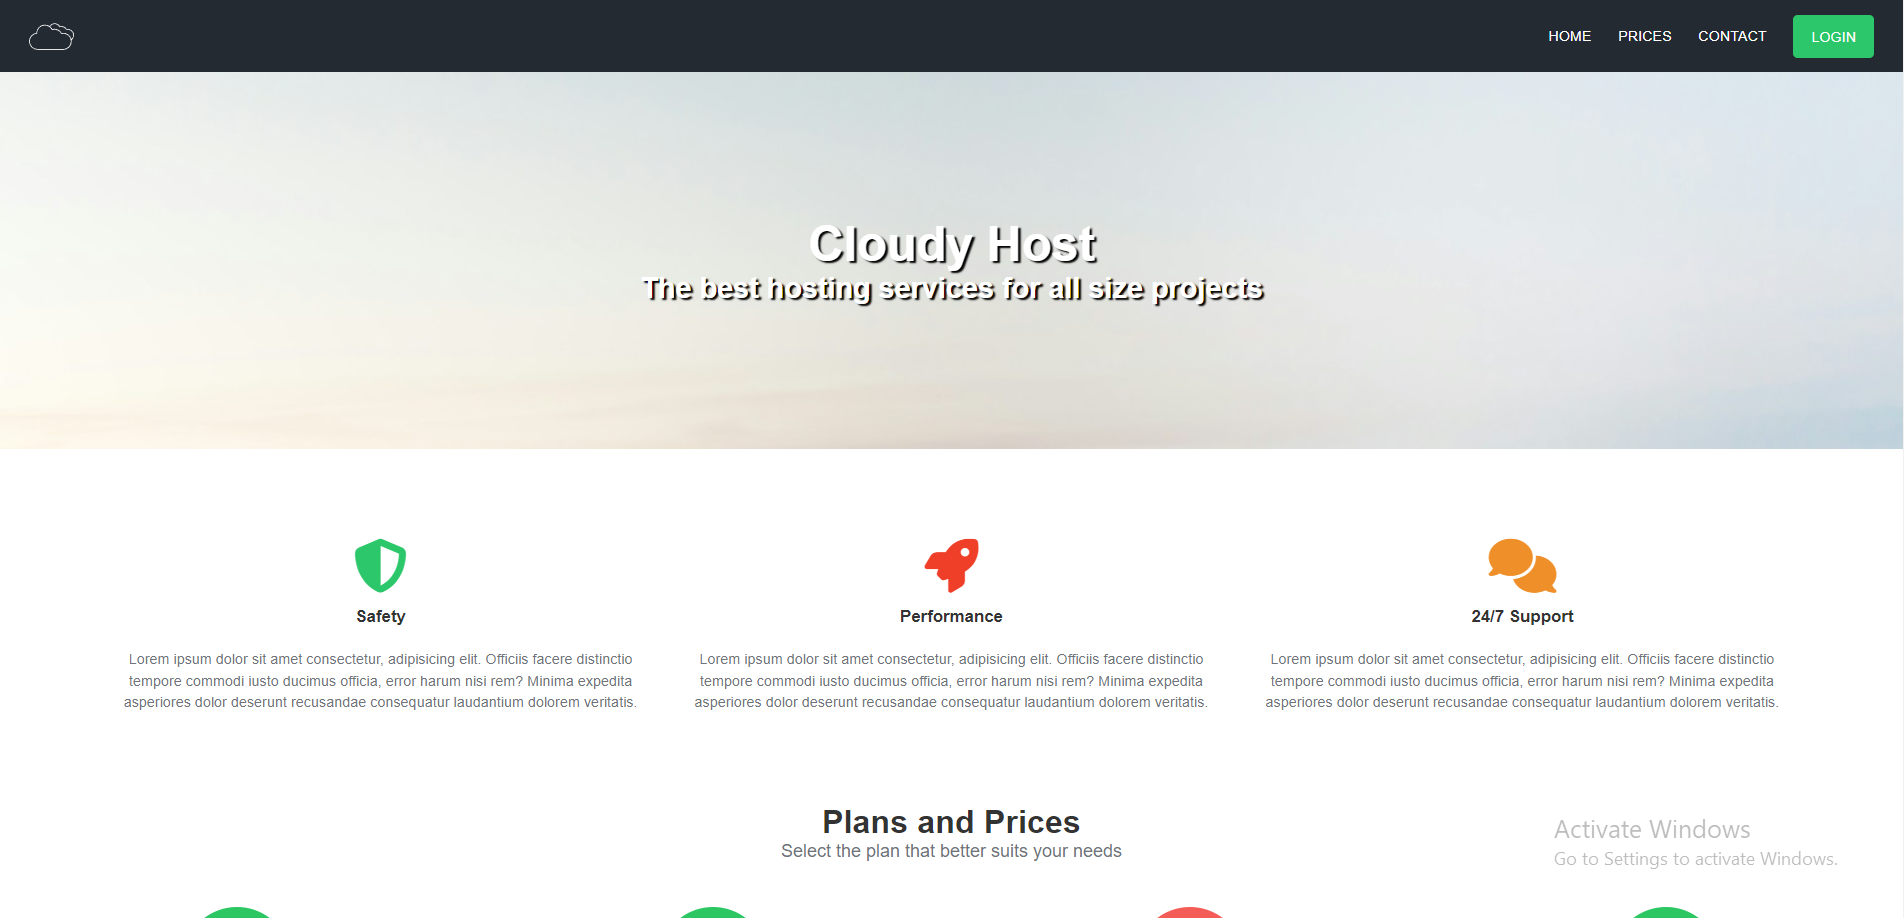 HOME PRICES CONTACT LOGIN
Cloudy Host
The best hosting services for all size projects
Safety
Lorem ipsum dolor sit amet consectetur, adipisicing elit. Officiis facere distinctio
tempore commodi iusto ducimus officia, error harum nisi rem? Minima expedita
asperiores dolor deserunt recusandae consequatur laudantium dolorem veritatis.
Performance
Lorem ipsum dolor sit amet consectetur, adipisicing elit. Officiis facere distinctio
tempore commodi iusto ducimus officia, error harum nisi rem? Minima expedita
asperiores dolor deserunt recusandae consequatur laudantium dolorem veritatis.
24/7 Support
Lorem ipsum dolor sit amet consectetur, adipisicing elit. Officiis facere distinctio
tempore commodi iusto ducimus officia, error harum nisi rem? Minima expedita
asperiores dolor deserunt recusandae consequatur laudantium dolorem veritatis.
Plans and Prices
Select the plan that better suits your needs
Activate Windows
Go to Settings to activate Windows.